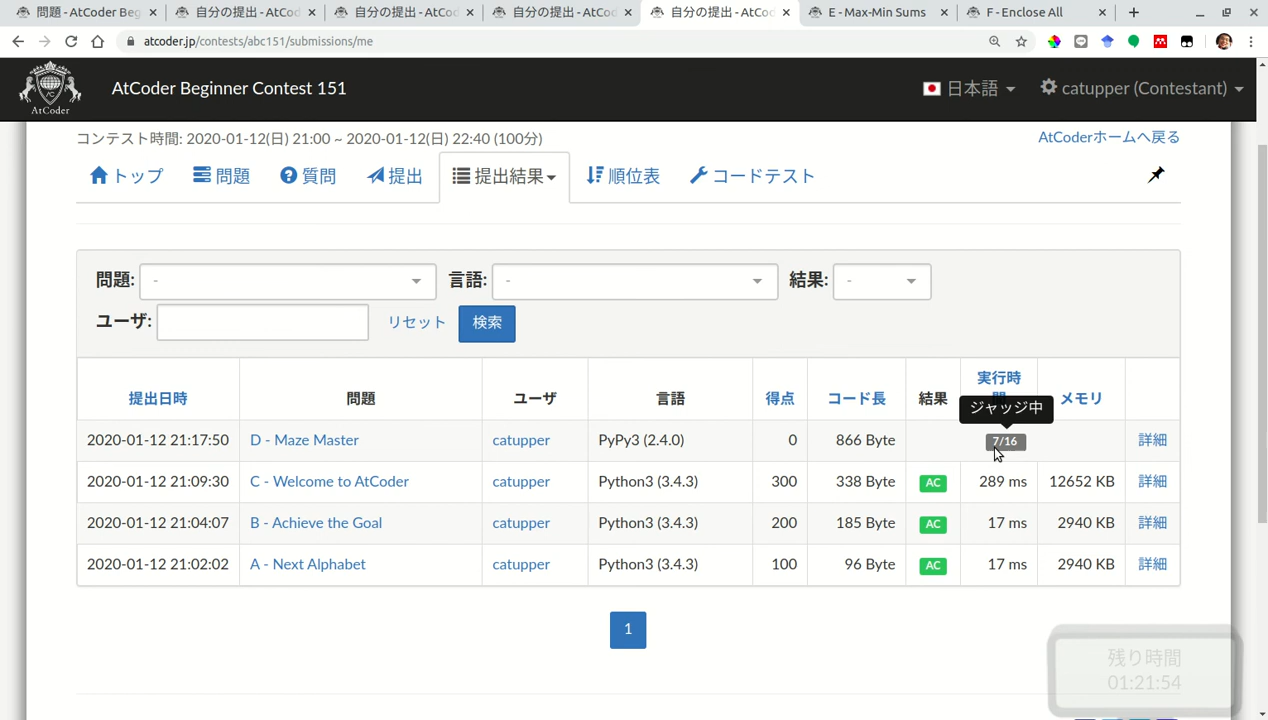 問題 - AtCoder Beg
自分の提出 - AtCod
自分の提出 - AtCod
自分の提出 - AtCod
自分の提出 - AtCod
E - Max-Min Sums
F - Enclose All
atcoder.jp/contests/abc151/submissions/me
AtCoder
AtCoder Beginner Contest 151
日本語
catupper (Contestant)
コンテスト時間: 2020-01-12(日) 21:00 ~ 2020-01-12(日) 22:40 (100分)
AtCoderホームへ戻る
トップ
問題
質問
提出
提出結果
順位表
コードテスト
問題: -
言語: -
結果: -
ユーザ:
リセット
検索
提出日時 問題 ユーザ 言語 得点 コード長 結果 実行時間 メモリ
ジャッジ中
2020-01-12 21:17:50 D - Maze Master catupper PyPy3 (2.4.0) 0 866 Byte 7/16 詳細
2020-01-12 21:09:30 C - Welcome to AtCoder catupper Python3 (3.4.3) 300 338 Byte AC 289 ms 12652 KB 詳細
2020-01-12 21:04:07 B - Achieve the Goal catupper Python3 (3.4.3) 200 185 Byte AC 17 ms 2940 KB 詳細
2020-01-12 21:02:02 A - Next Alphabet catupper Python3 (3.4.3) 100 96 Byte AC 17 ms 2940 KB 詳細
1
残り時間
01:21:54